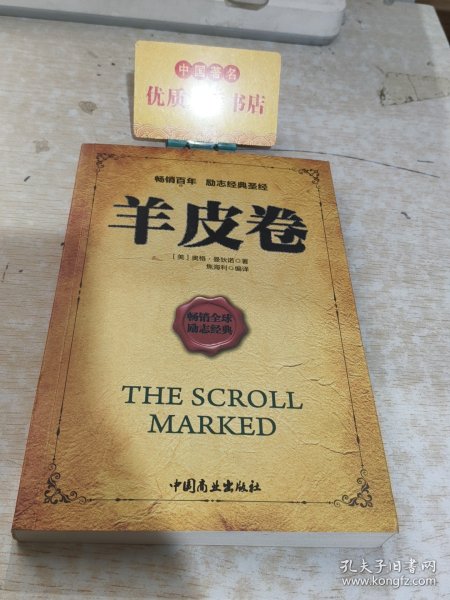 中国著名
优质 书店
畅销百年 励志经典圣经
羊皮卷
[美]奥格·曼狄诺 著
焦海利 编译
畅销全球
励志经典
THE SCROLL
MARKED
中国商业出版社
孔夫子旧书网
www.kongfz.com